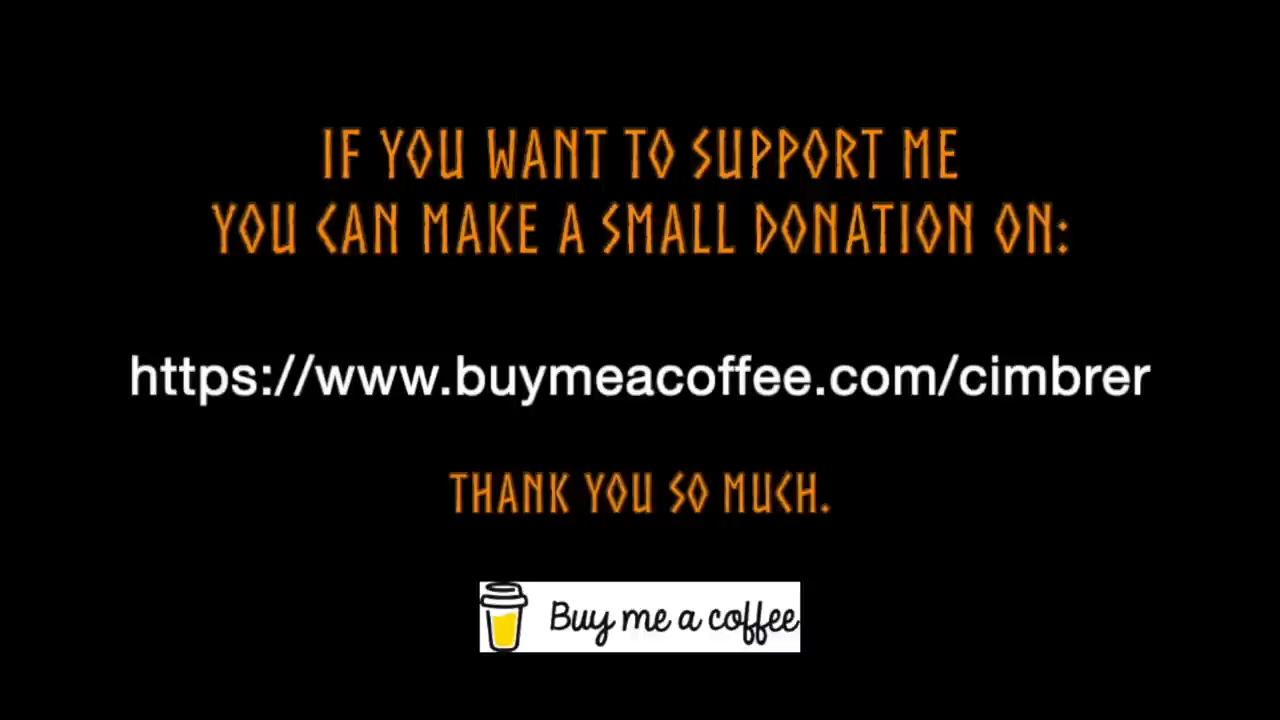 IF YOU WANT TO SUPPORT ME
YOU CAN MAKE A SMALL DONATION ON:
https://www.buymeacoffee.com/cimbrer
THANK YOU SO MUCH.
Buy me a coffee